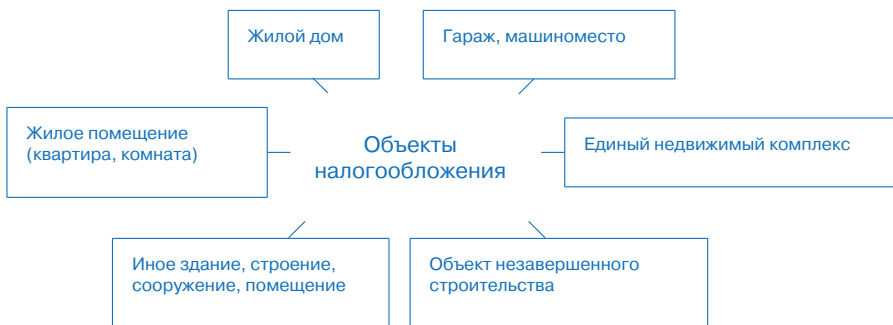 Жилой дом
Гараж, машиноместо
Жилое помещение
(квартира, комната)
Объекты
налогообложения
Единый недвижимый комплекс
Иное здание, строение,
сооружение, помещение
Объект незавершенного
строительства